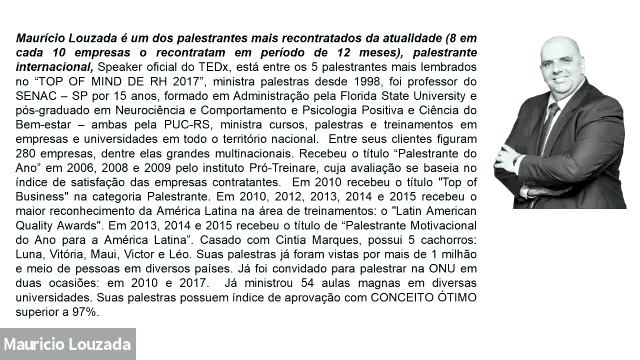 Maurício Louzada é um dos palestrantes mais recontratados da atualidade (8 em
cada 10 empresas o recontratam em período de 12 meses), palestrante
internacional, Speaker oficial do TEDx, está entre os 5 palestrantes mais lembrados
no “TOP OF MIND DE RH 2017”, ministra palestras desde 1998, foi professor do
SENAC – SP por 15 anos, formado em Administração pela Florida State University e
pós-graduado em Neurociência e Comportamento e Psicologia Positiva e Ciência do
Bem-estar – ambas pela PUC-RS, ministra cursos, palestras e treinamentos em
empresas e universidades em todo o território nacional. Entre seus clientes figuram
280 empresas, dentre elas grandes multinacionais. Recebeu o título “Palestrante do
Ano” em 2006, 2008 e 2009 pelo instituto Pró-Treinare, cuja avaliação se baseia no
índice de satisfação das empresas contratantes. Em 2010 recebeu o título "Top of
Business" na categoria Palestrante. Em 2010, 2012, 2013, 2014 e 2015 recebeu o
maior reconhecimento da América Latina na área de treinamentos: o "Latin American
Quality Awards". Em 2013, 2014 e 2015 recebeu o título de “Palestrante Motivacional
do Ano para a América Latina”. Casado com Cintia Marques, possui 5 cachorros:
Luna, Vitória, Maui, Victor e Léo. Suas palestras já foram vistas por mais de 1 milhão
e meio de pessoas em diversos países. Já foi convidado para palestrar na ONU em
duas ocasiões: em 2010 e 2017. Já ministrou 54 aulas magnas em diversas
universidades. Suas palestras possuem índice de aprovação com CONCEITO ÓTIMO
superior a 97%.
Mauricio Louzada